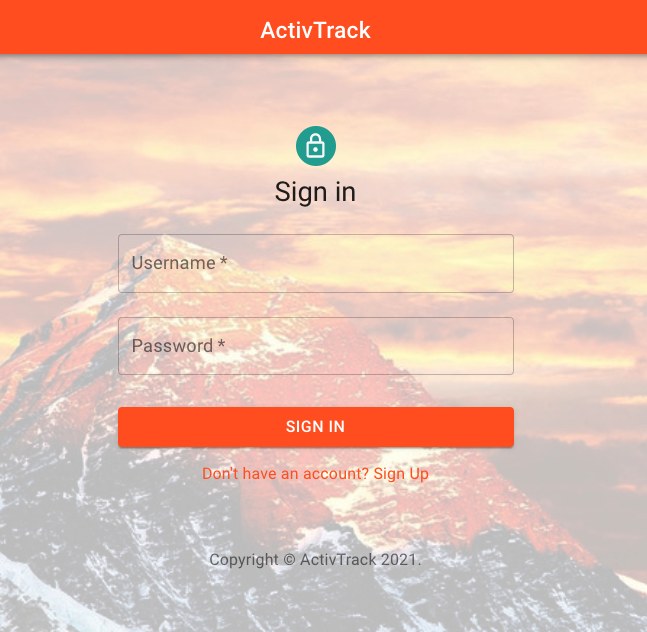 ActivTrack
Sign in
Username *
Password *
SIGN IN
Don't have an account? Sign Up
Copyright © ActivTrack 2021.